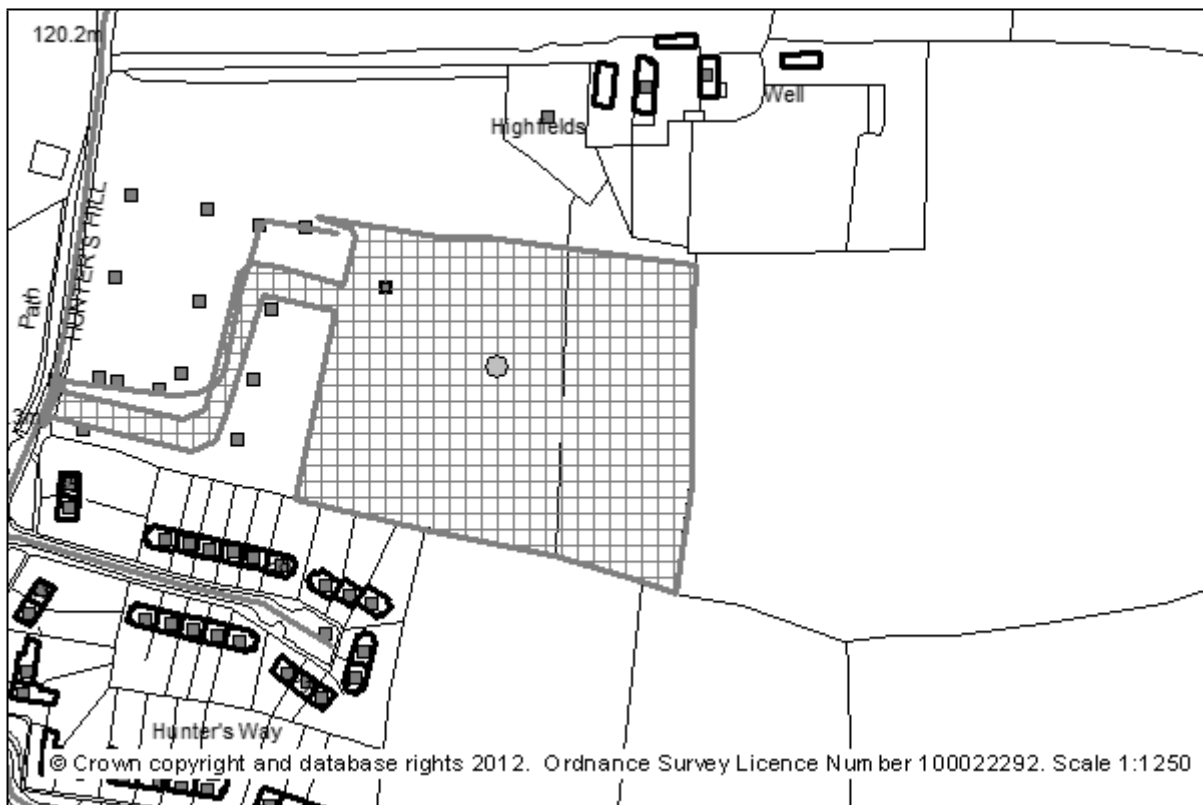 120.2m
Well
Highfields
HUNTER'S HILL
Path
Hunter's Way
© Crown copyright and database rights 2012. Ordnance Survey Licence Number 100022292. Scale 1:1250